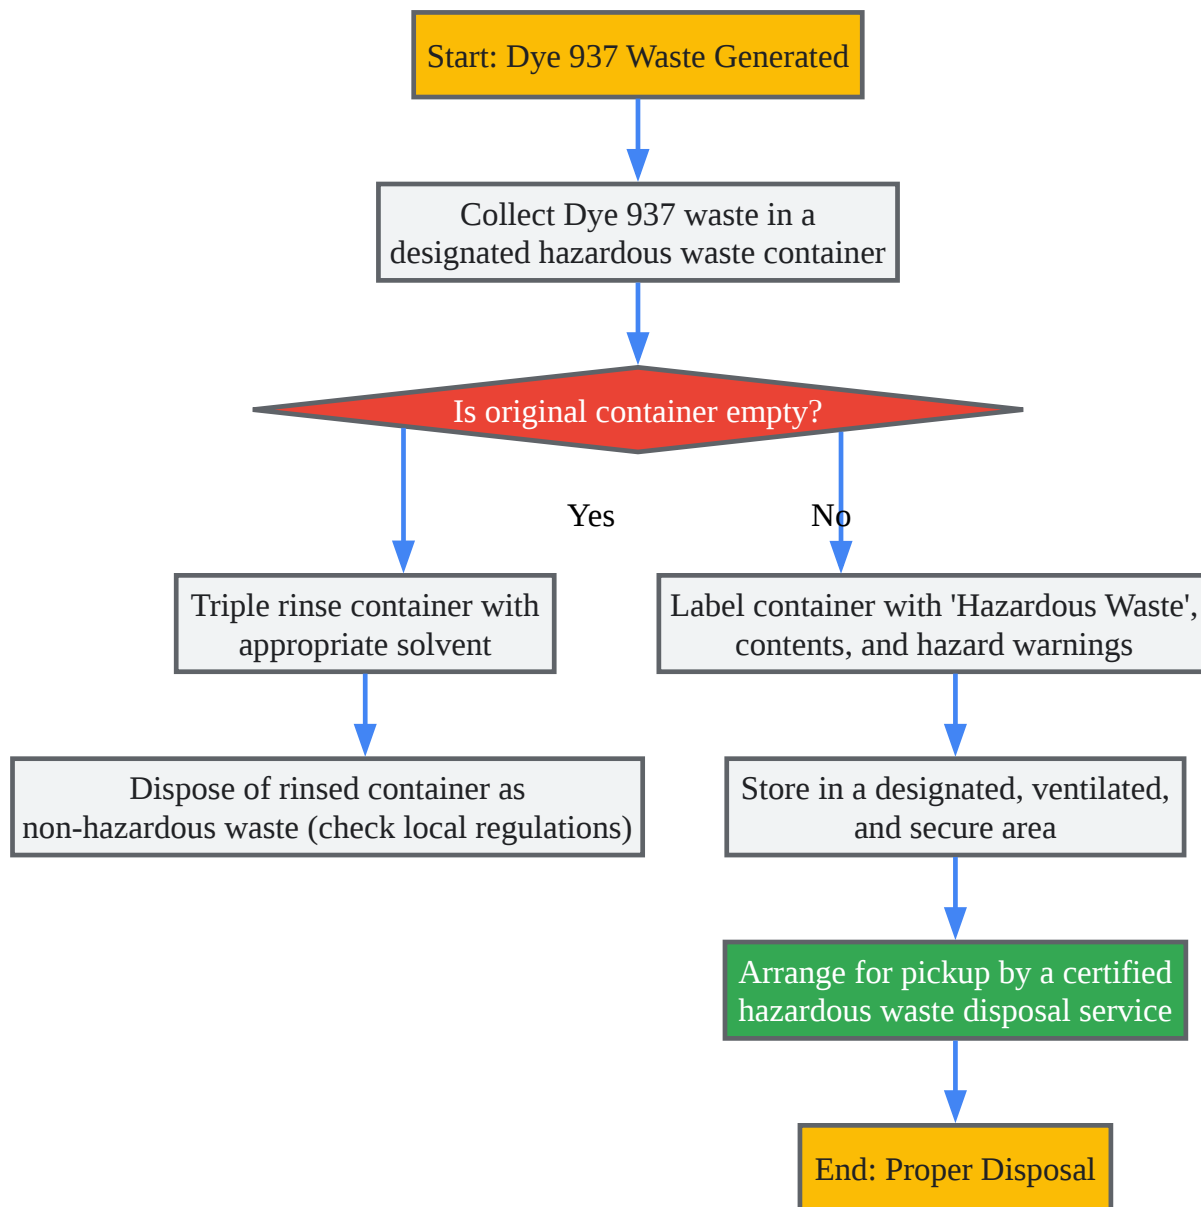 Start: Dye 937 Waste Generated
Collect Dye 937 waste in a
designated hazardous waste container
Is original container empty?
Yes
No
Triple rinse container with
appropriate solvent
Label container with 'Hazardous Waste',
contents, and hazard warnings
Dispose of rinsed container as
non-hazardous waste (check local regulations)
Store in a designated, ventilated,
and secure area
Arrange for pickup by a certified
hazardous waste disposal service
End: Proper Disposal